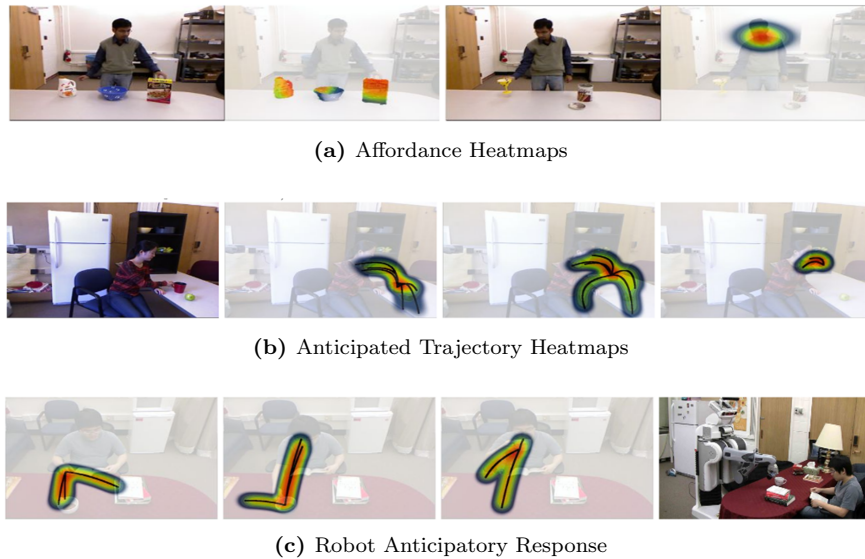 (a) Affordance Heatmaps
(b) Anticipated Trajectory Heatmaps
(c) Robot Anticipatory Response